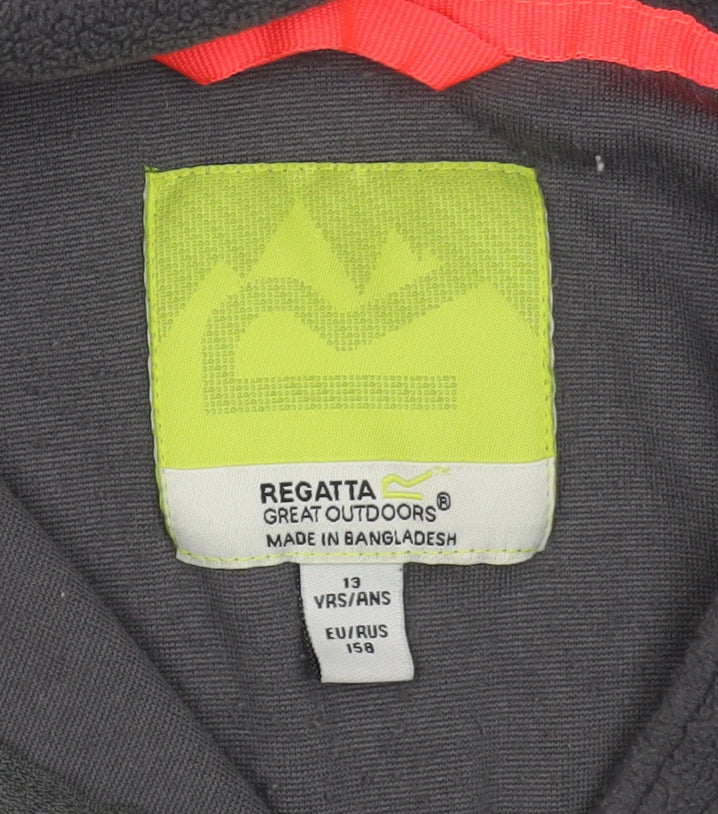 REGATTA
GREAT OUTDOORS®
MADE IN BANGLADESH
13
YRS/ANS
EU/RUS
158